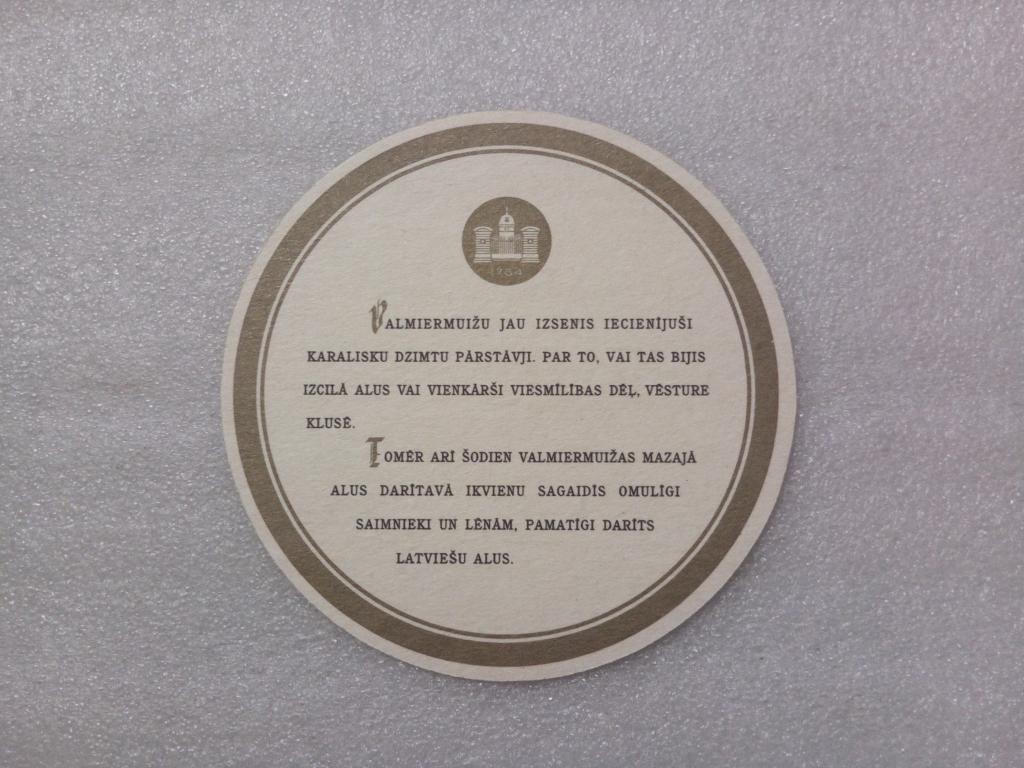 1764
VALMIERMUIŽU JAU IZSENIS IECIENĪJUŠI
KARALISKU DZIMTU PĀRSTĀVJI. PAR TO, VAI TAS BIJIS
IZCILĀ ALUS VAI VIENKĀRŠI VIESMĪLĪBAS DĒĻ, VĒSTURE
KLUSĒ.
TOMĒR ARĪ ŠODIEN VALMIERMUIŽAS MAZAJĀ
ALUS DARĪTAVĀ IKVIENU SAGAIDĪS OMULĪGI
SAIMNIEKI UN LĒNĀM, PAMATĪGI DARĪTS
LATVIEŠU ALUS.